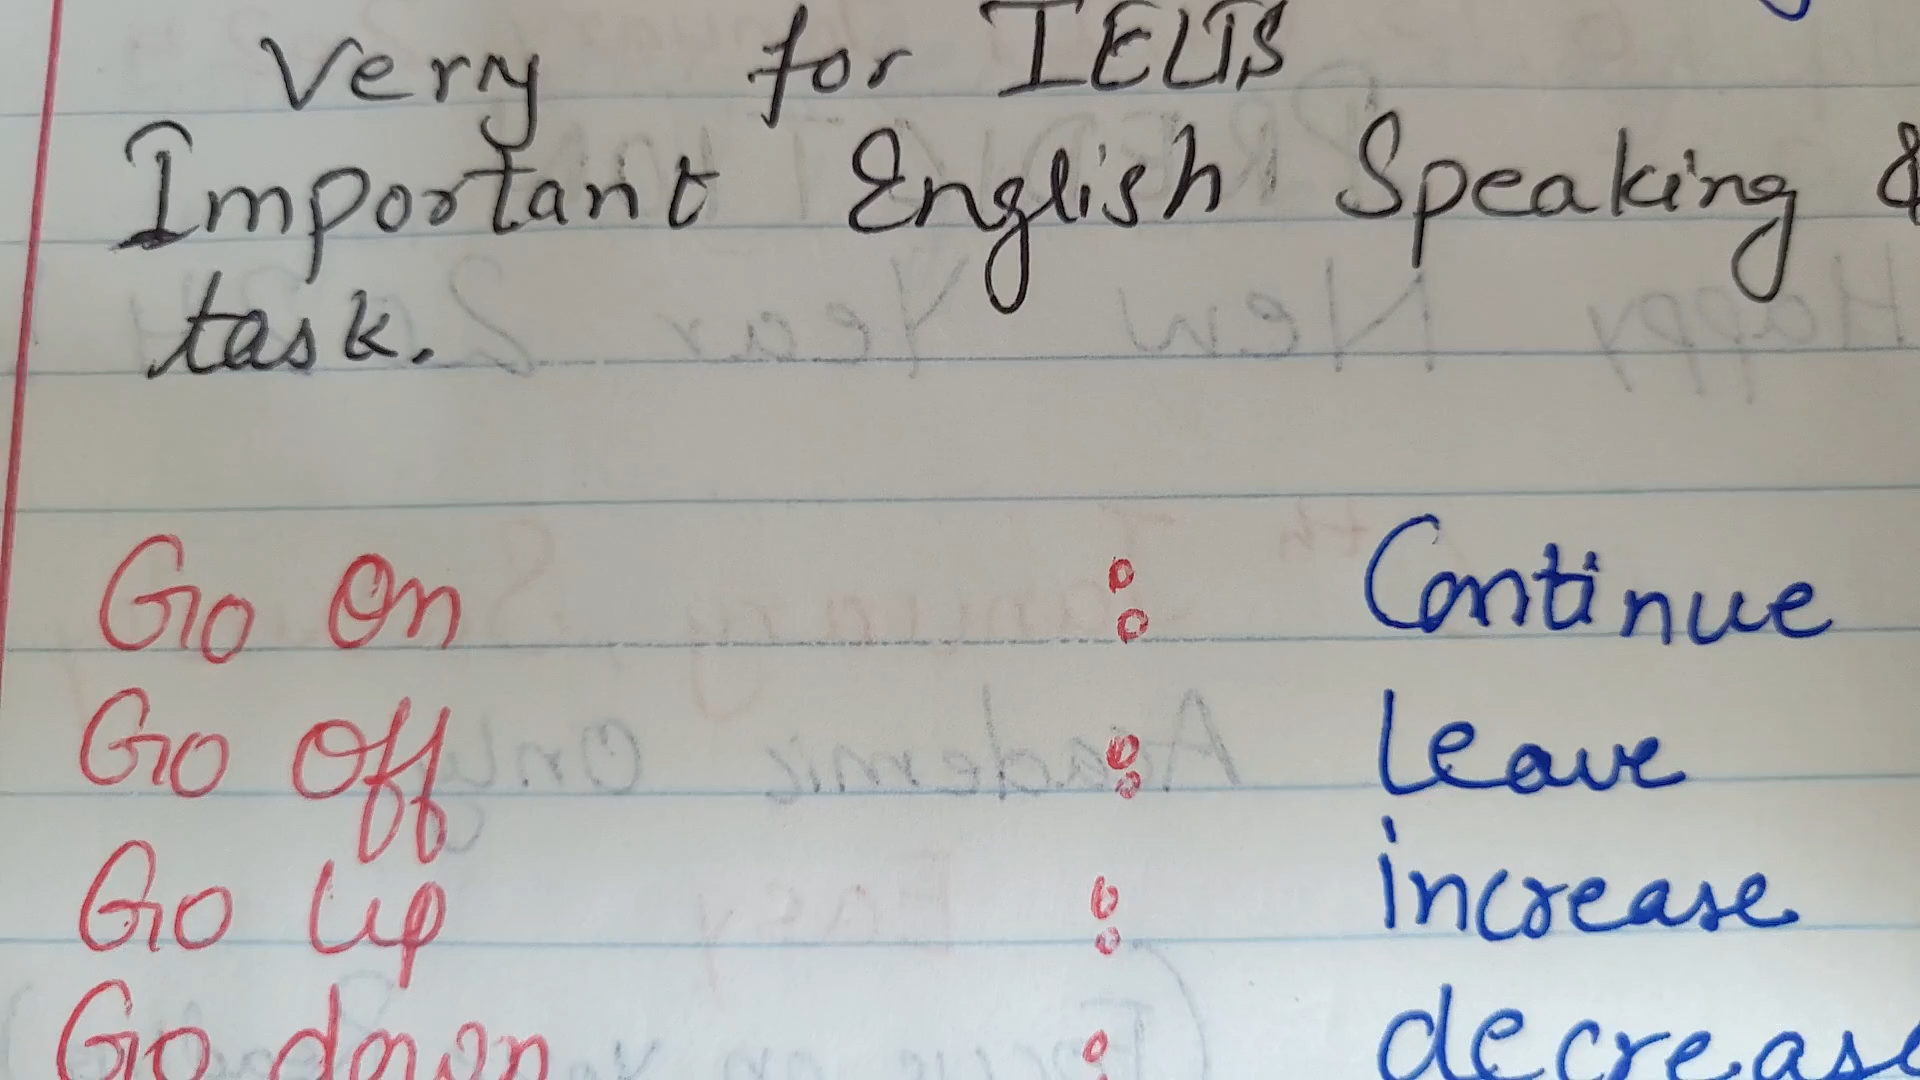 Very for IELTS
Important English Speaking &
task.
Go On : Continue
Go Off : leave
Go Up : increase
Go down : decrease